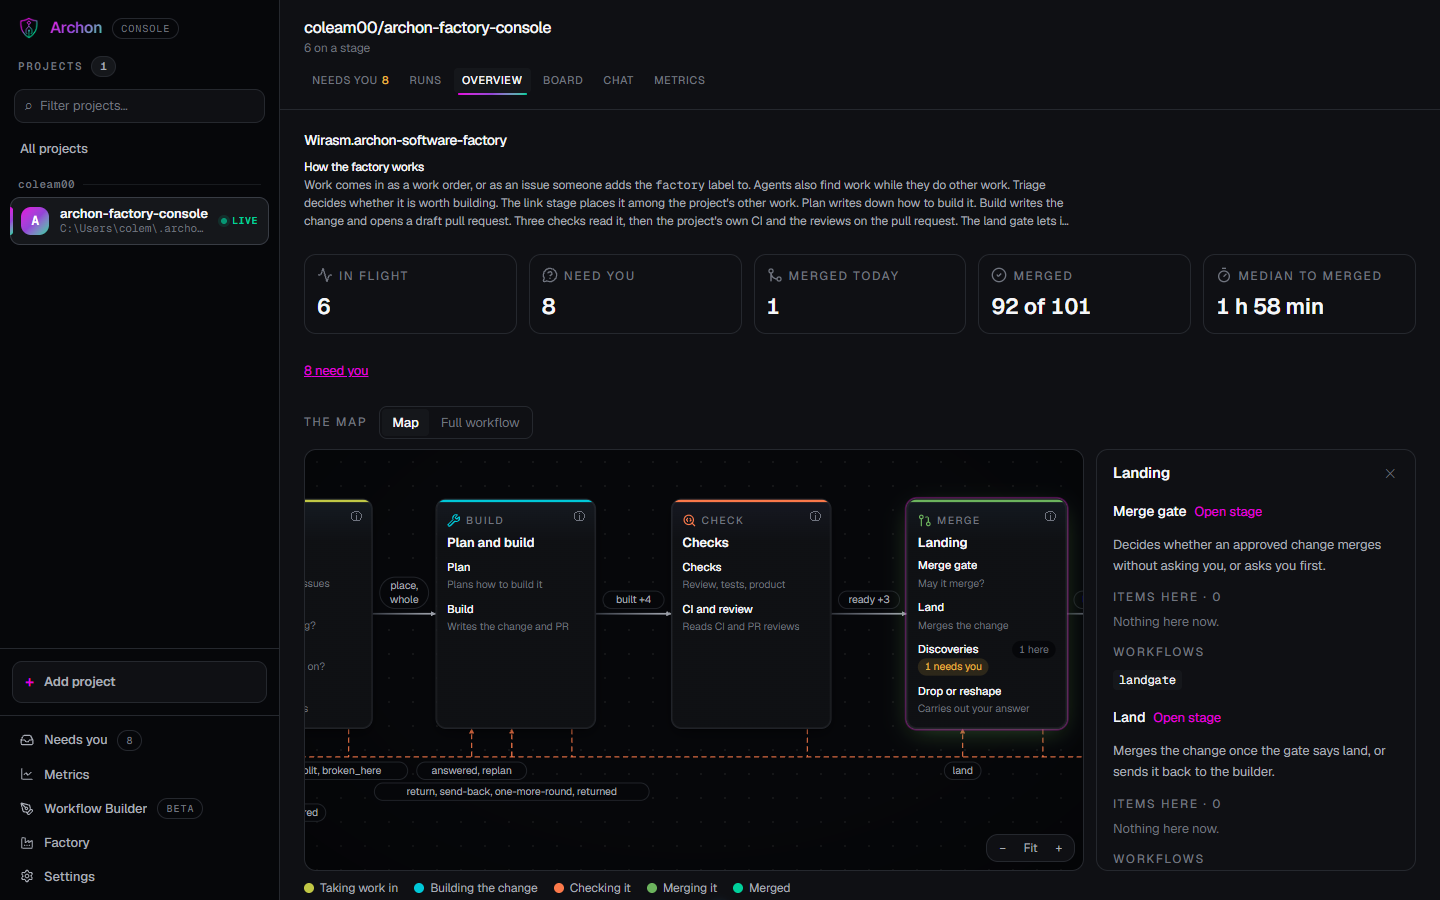 Archon
CONSOLE
PROJECTS 1
Filter projects...
All projects
coleam00
A
archon-factory-console
C:\Users\colem\.archo…
LIVE
Add project
Needs you 8
Metrics
Workflow Builder BETA
Factory
Settings
coleam00/archon-factory-console
6 on a stage
NEEDS YOU 8 RUNS OVERVIEW BOARD CHAT METRICS
Wirasm.archon-software-factory
How the factory works
Work comes in as a work order, or as an issue someone adds the factory label to. Agents also find work while they do other work. Triage
decides whether it is worth building. The link stage places it among the project's other work. Plan writes down how to build it. Build writes the
change and opens a draft pull request. Three checks read it, then the project's own CI and the reviews on the pull request. The land gate lets i…
IN FLIGHT
6
NEED YOU
8
MERGED TODAY
1
MERGED
92 of 101
MEDIAN TO MERGED
1 h 58 min
8 need you
THE MAP Map Full workflow
ssues
g?
on?
s
place,
whole
BUILD
Plan and build
Plan
Plans how to build it
Build
Writes the change and PR
built +4
CHECK
Checks
Checks
Review, tests, product
CI and review
Reads CI and PR reviews
ready +3
MERGE
Landing
Merge gate
May it merge?
Land
Merges the change
Discoveries 1 here
1 needs you
Drop or reshape
Carries out your answer
plit, broken_here
answered, replan
land
return, send-back, one-more-round, returned
red
− Fit +
Taking work in
Building the change
Checking it
Merging it
Merged
Landing
Merge gate Open stage
Decides whether an approved change merges
without asking you, or asks you first.
ITEMS HERE · 0
Nothing here now.
WORKFLOWS
landgate
Land Open stage
Merges the change once the gate says land, or
sends it back to the builder.
ITEMS HERE · 0
Nothing here now.
WORKFLOWS